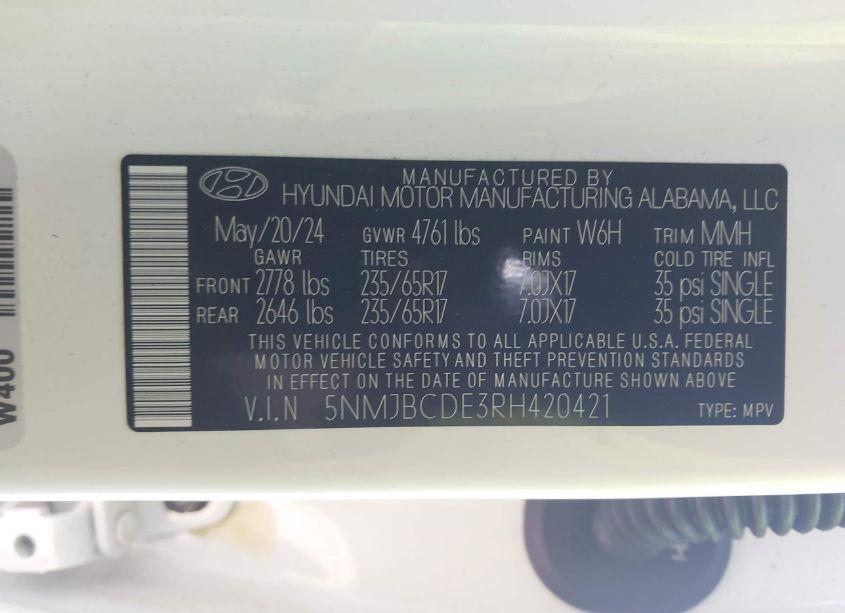 MANUFACTURED BY
HYUNDAI MOTOR MANUFACTURING ALABAMA, LLC
May/20/24 GVWR 4761 lbs PAINT W6H TRIM MMH
GAWR TIRES RIMS COLD TIRE INFL
FRONT 2778 lbs 235/65R17 7.0JX17 35 psi SINGLE
REAR 2646 lbs 235/65R17 7.0JX17 35 psi SINGLE
THIS VEHICLE CONFORMS TO ALL APPLICABLE U.S.A. FEDERAL
MOTOR VEHICLE SAFETY AND THEFT PREVENTION STANDARDS
IN EFFECT ON THE DATE OF MANUFACTURE SHOWN ABOVE
V.I.N 5NMJBCDE3RH420421 TYPE: MPV
W400